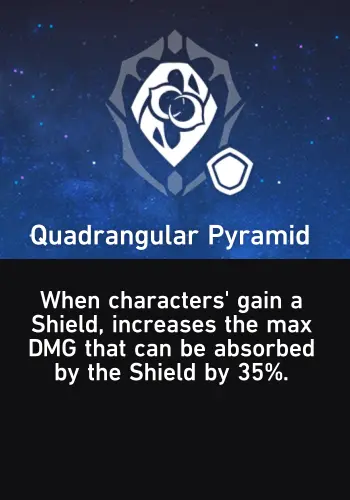 Quadrangular Pyramid
When characters' gain a
Shield, increases the max
DMG that can be absorbed
by the Shield by 35%.